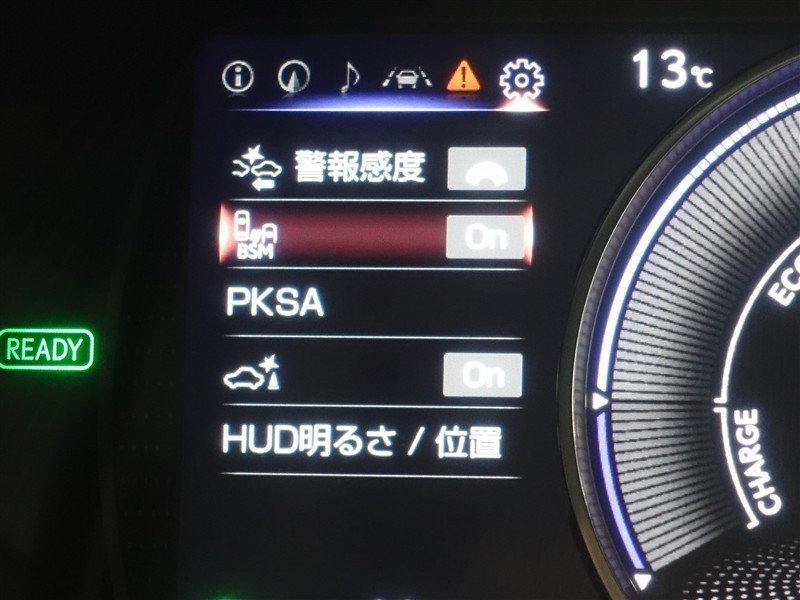 13℃
警報感度
BSM On
PKSA
On
HUD明るさ / 位置
READY
ECO
CHARGE